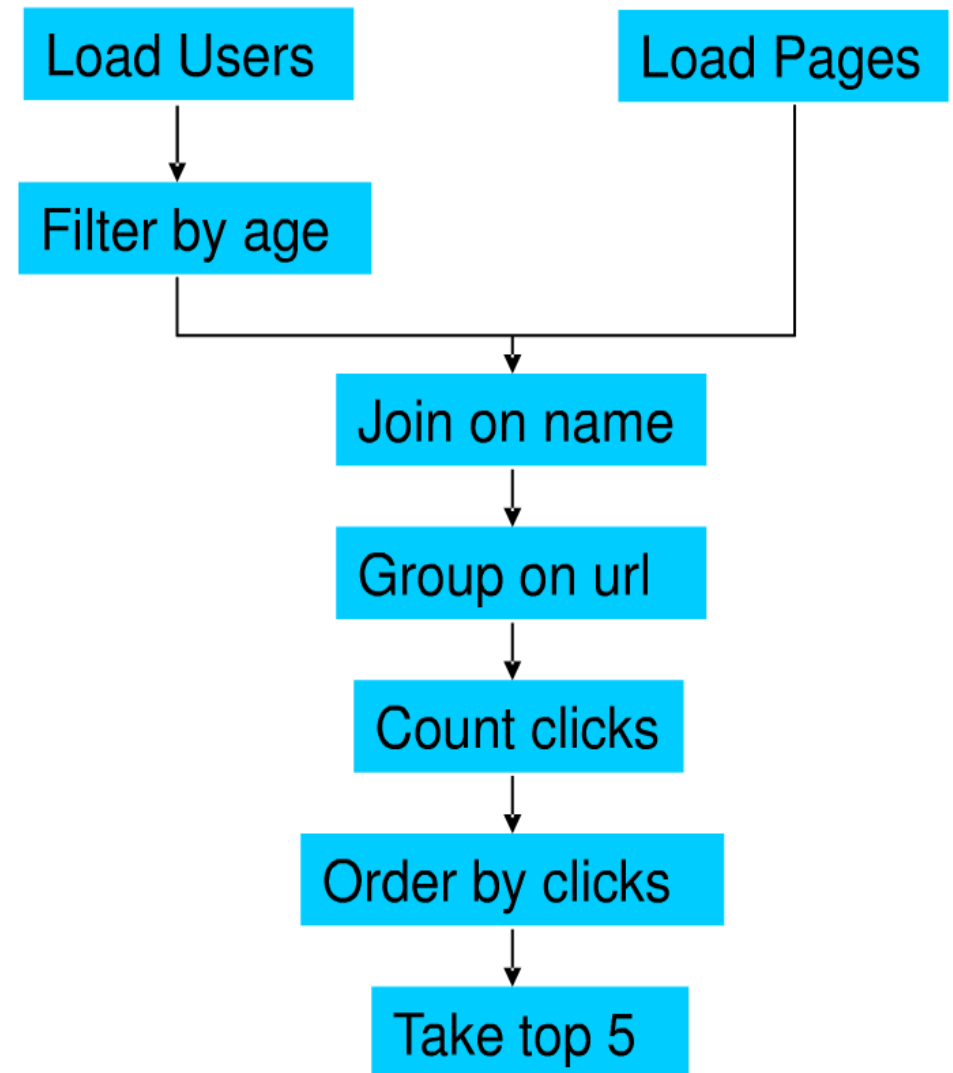 Load Users
Load Pages
Filter by age
Join on name
Group on url
Count clicks
Order by clicks
Take top 5